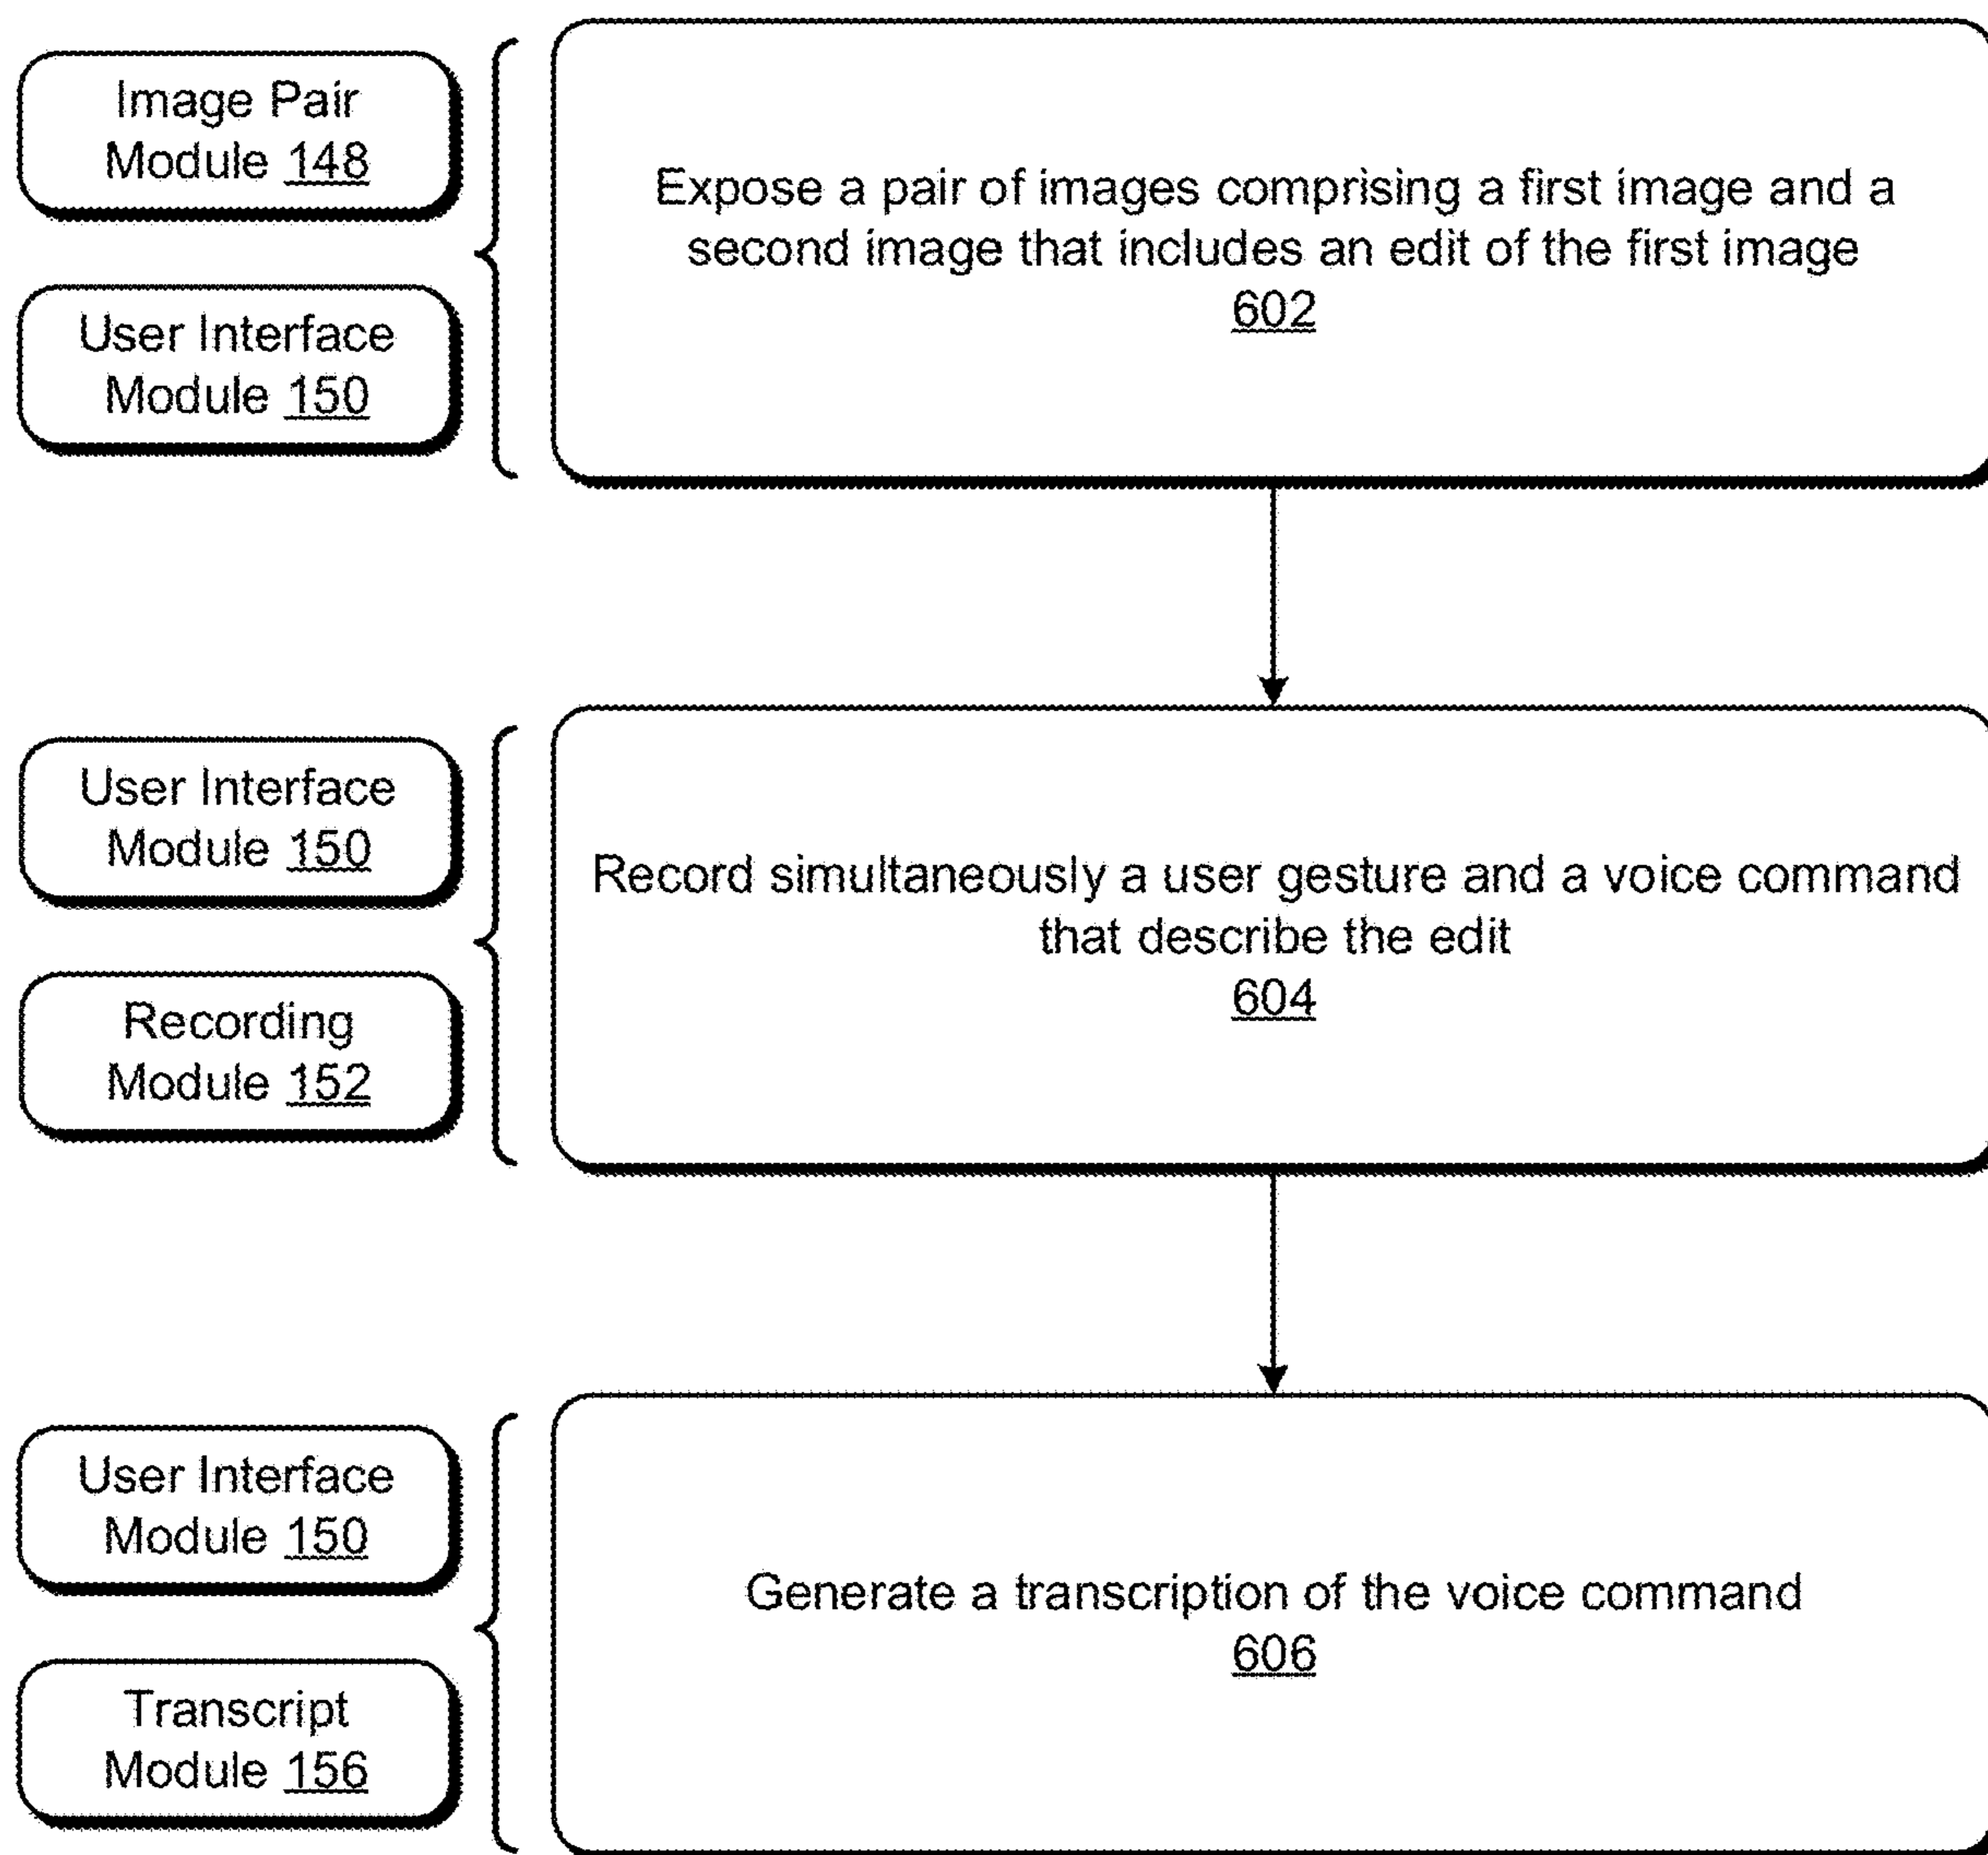 Image Pair
Module 148
User Interface
Module 150
Expose a pair of images comprising a first image and a
second image that includes an edit of the first image
602
User Interface
Module 150
Recording
Module 152
Record simultaneously a user gesture and a voice command
that describe the edit
604
User Interface
Module 150
Transcript
Module 156
Generate a transcription of the voice command
606